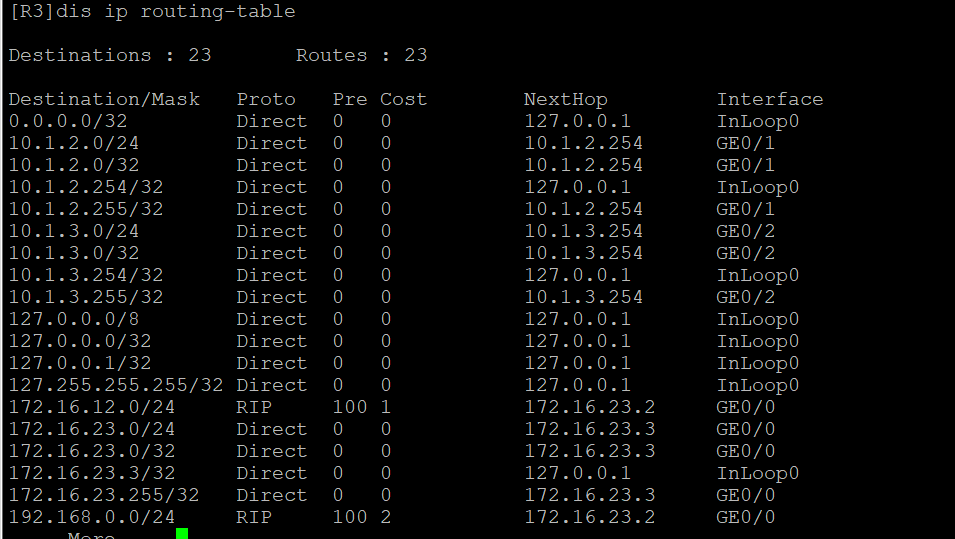 [R3]dis ip routing-table
Destinations : 23 Routes : 23
Destination/Mask Proto Pre Cost NextHop Interface
0.0.0.0/32 Direct 0 0 127.0.0.1 InLoop0
10.1.2.0/24 Direct 0 0 10.1.2.254 GE0/1
10.1.2.0/32 Direct 0 0 10.1.2.254 GE0/1
10.1.2.254/32 Direct 0 0 127.0.0.1 InLoop0
10.1.2.255/32 Direct 0 0 10.1.2.254 GE0/1
10.1.3.0/24 Direct 0 0 10.1.3.254 GE0/2
10.1.3.0/32 Direct 0 0 10.1.3.254 GE0/2
10.1.3.254/32 Direct 0 0 127.0.0.1 InLoop0
10.1.3.255/32 Direct 0 0 10.1.3.254 GE0/2
127.0.0.0/8 Direct 0 0 127.0.0.1 InLoop0
127.0.0.0/32 Direct 0 0 127.0.0.1 InLoop0
127.0.0.1/32 Direct 0 0 127.0.0.1 InLoop0
127.255.255.255/32 Direct 0 0 127.0.0.1 InLoop0
172.16.12.0/24 RIP 100 1 172.16.23.2 GE0/0
172.16.23.0/24 Direct 0 0 172.16.23.3 GE0/0
172.16.23.0/32 Direct 0 0 172.16.23.3 GE0/0
172.16.23.3/32 Direct 0 0 127.0.0.1 InLoop0
172.16.23.255/32 Direct 0 0 172.16.23.3 GE0/0
192.168.0.0/24 RIP 100 2 172.16.23.2 GE0/0
More